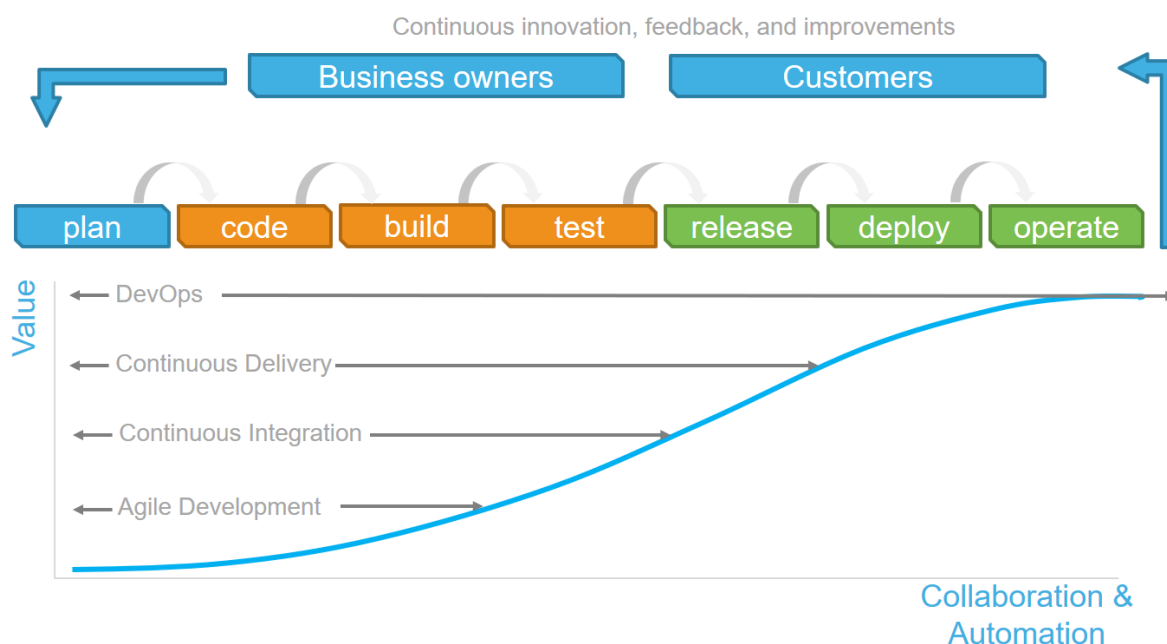 Continuous innovation, feedback, and improvements
Business owners
Customers
plan
code
build
test
release
deploy
operate
Value
DevOps
Continuous Delivery
Continuous Integration
Agile Development
Collaboration &
Automation